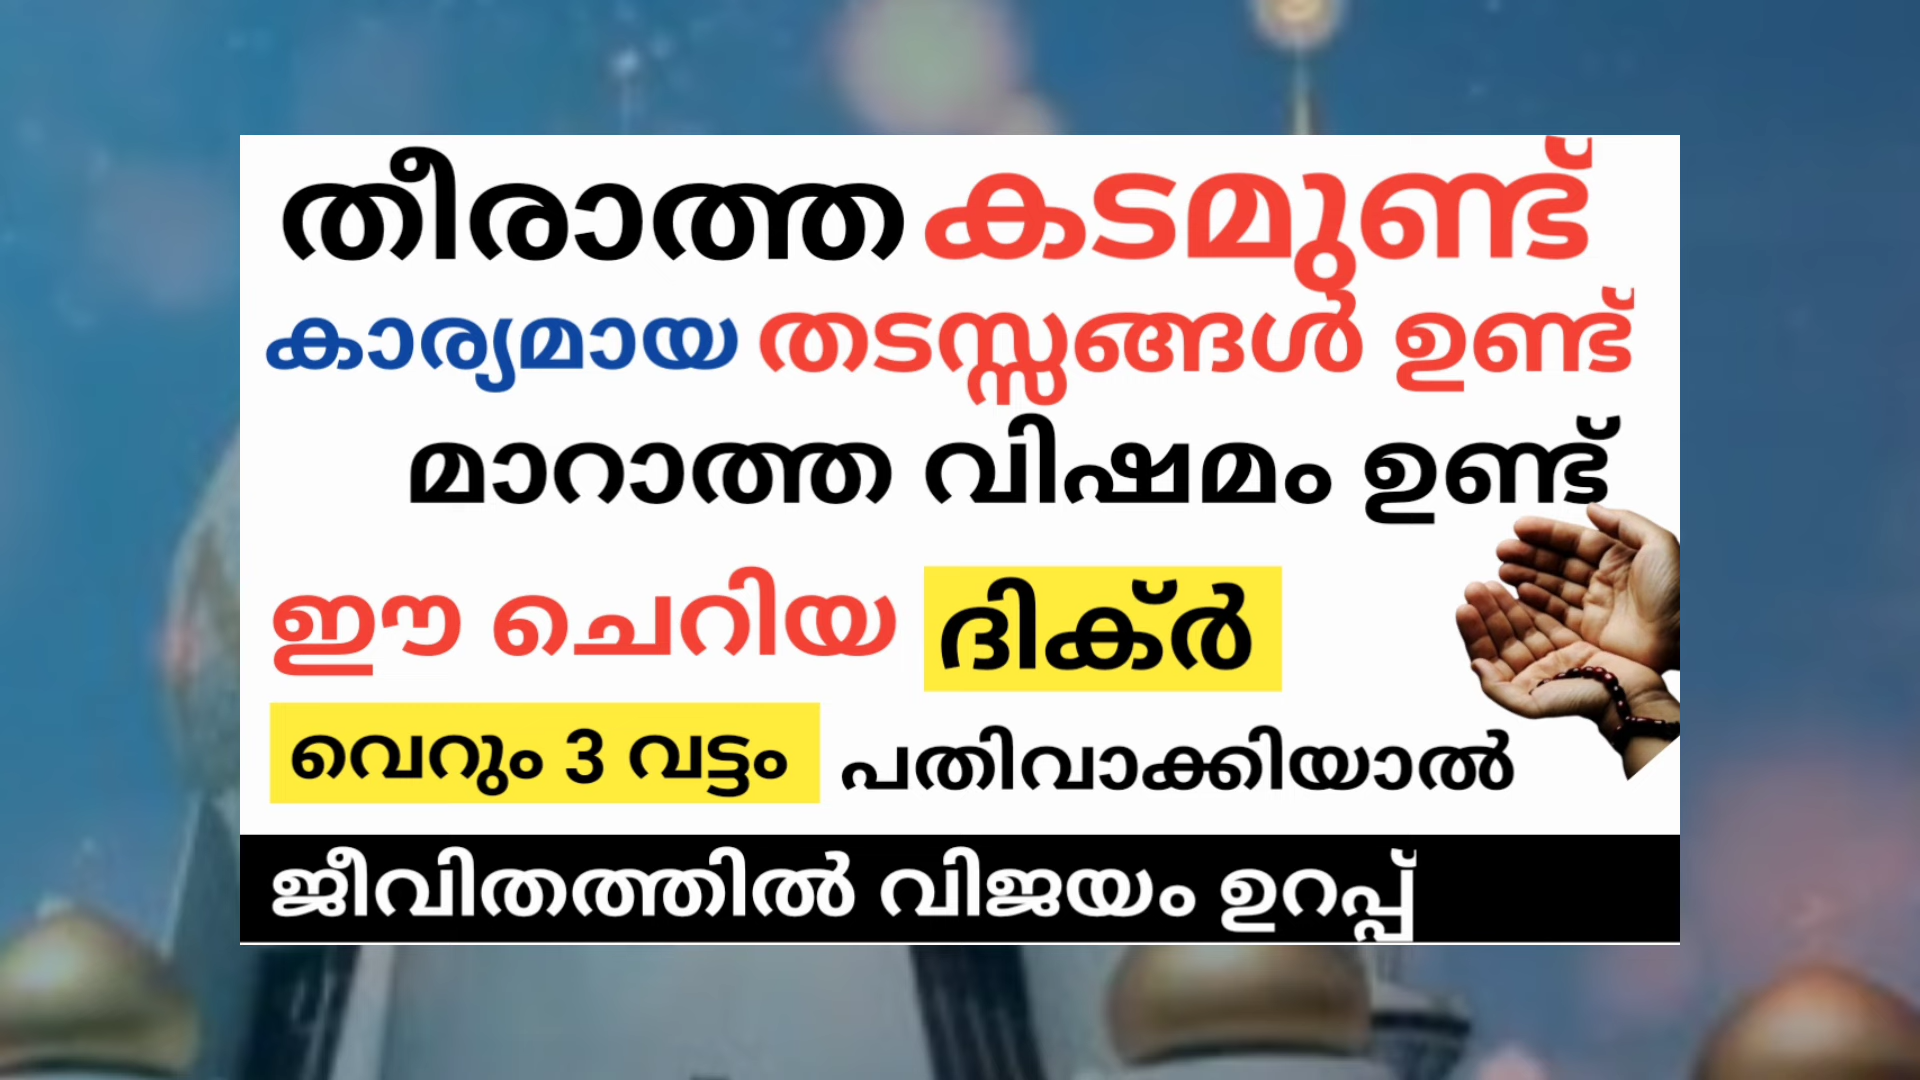 തീരാത്ത കടമുണ്ട്
കാര്യമായ തടസ്സങ്ങൾ ഉണ്ട്
മാറാത്ത വിഷമം ഉണ്ട്
ഈ ചെറിയ ദിക്ർ
വെറും 3 വട്ടം പതിവാക്കിയാൽ
ജീവിതത്തിൽ വിജയം ഉറപ്പ്